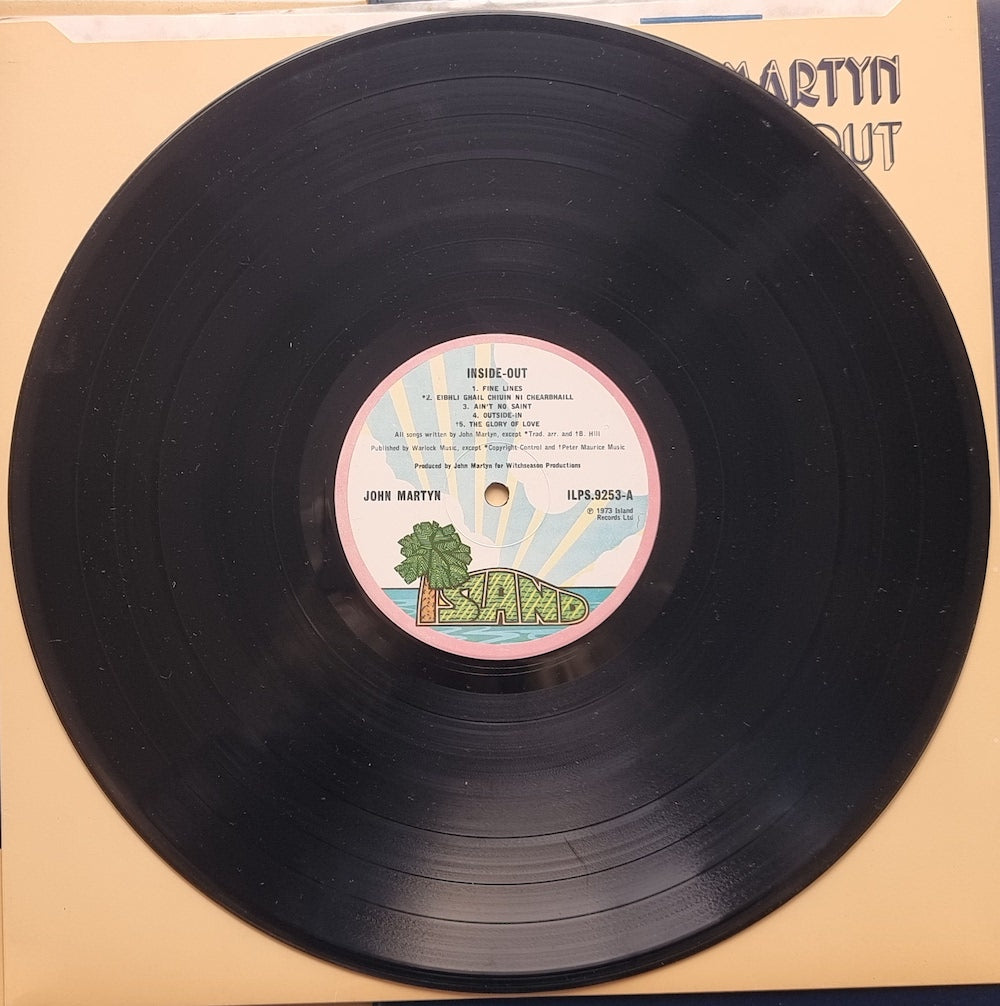 MARTYN
OUT
INSIDE-OUT
1. FINE LINES
*2. EIBHLI GHAIL CHIUIN NI CHEARBHAILL
3. AIN'T NO SAINT
4. OUTSIDE-IN
†5. THE GLORY OF LOVE
All songs written by John Martyn, except *Trad. arr. and †B. Hill
Published by Warlock Music, except *Copyright Control and †Peter Maurice Music
Produced by John Martyn for Witchseason Productions
JOHN MARTYN
ILPS.9253-A
℗ 1973 Island
Records Ltd
ISLAND